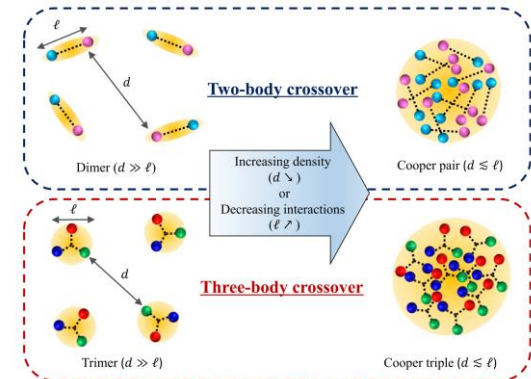 ℓ
d
Two-body crossover
Dimer (d ≫ ℓ)
Cooper pair (d ≲ ℓ)
Increasing density
(d ↘)
or
Decreasing interactions
(ℓ ↗)
ℓ
d
Three-body crossover
Trimer (d ≫ ℓ)
Cooper triple (d ≲ ℓ)